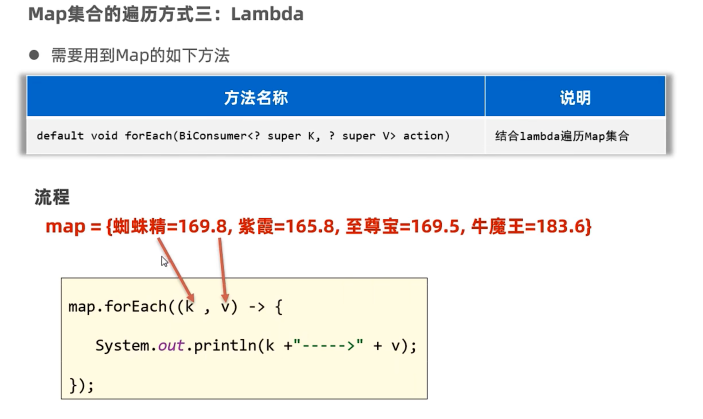 Map集合的遍历方式三：Lambda
● 需要用到Map的如下方法
方法名称 说明
default void forEach(BiConsumer<? super K, ? super V> action) 结合lambda遍历Map集合
流程
map = {蜘蛛精=169.8, 紫霞=165.8, 至尊宝=169.5, 牛魔王=183.6}
map.forEach((k , v) -> {
System.out.println(k +"----->" + v);
});